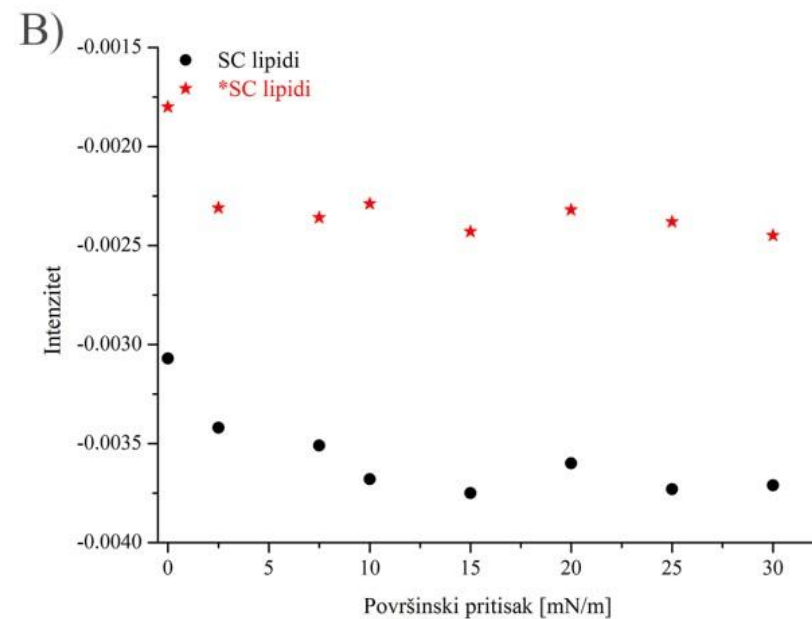 B)
-0.0015
SC lipidi
*SC lipidi
-0.0020
-0.0025
-0.0030
-0.0035
-0.0040
Intenzitet
0 5 10 15 20 25 30
Površinski pritisak [mN/m]